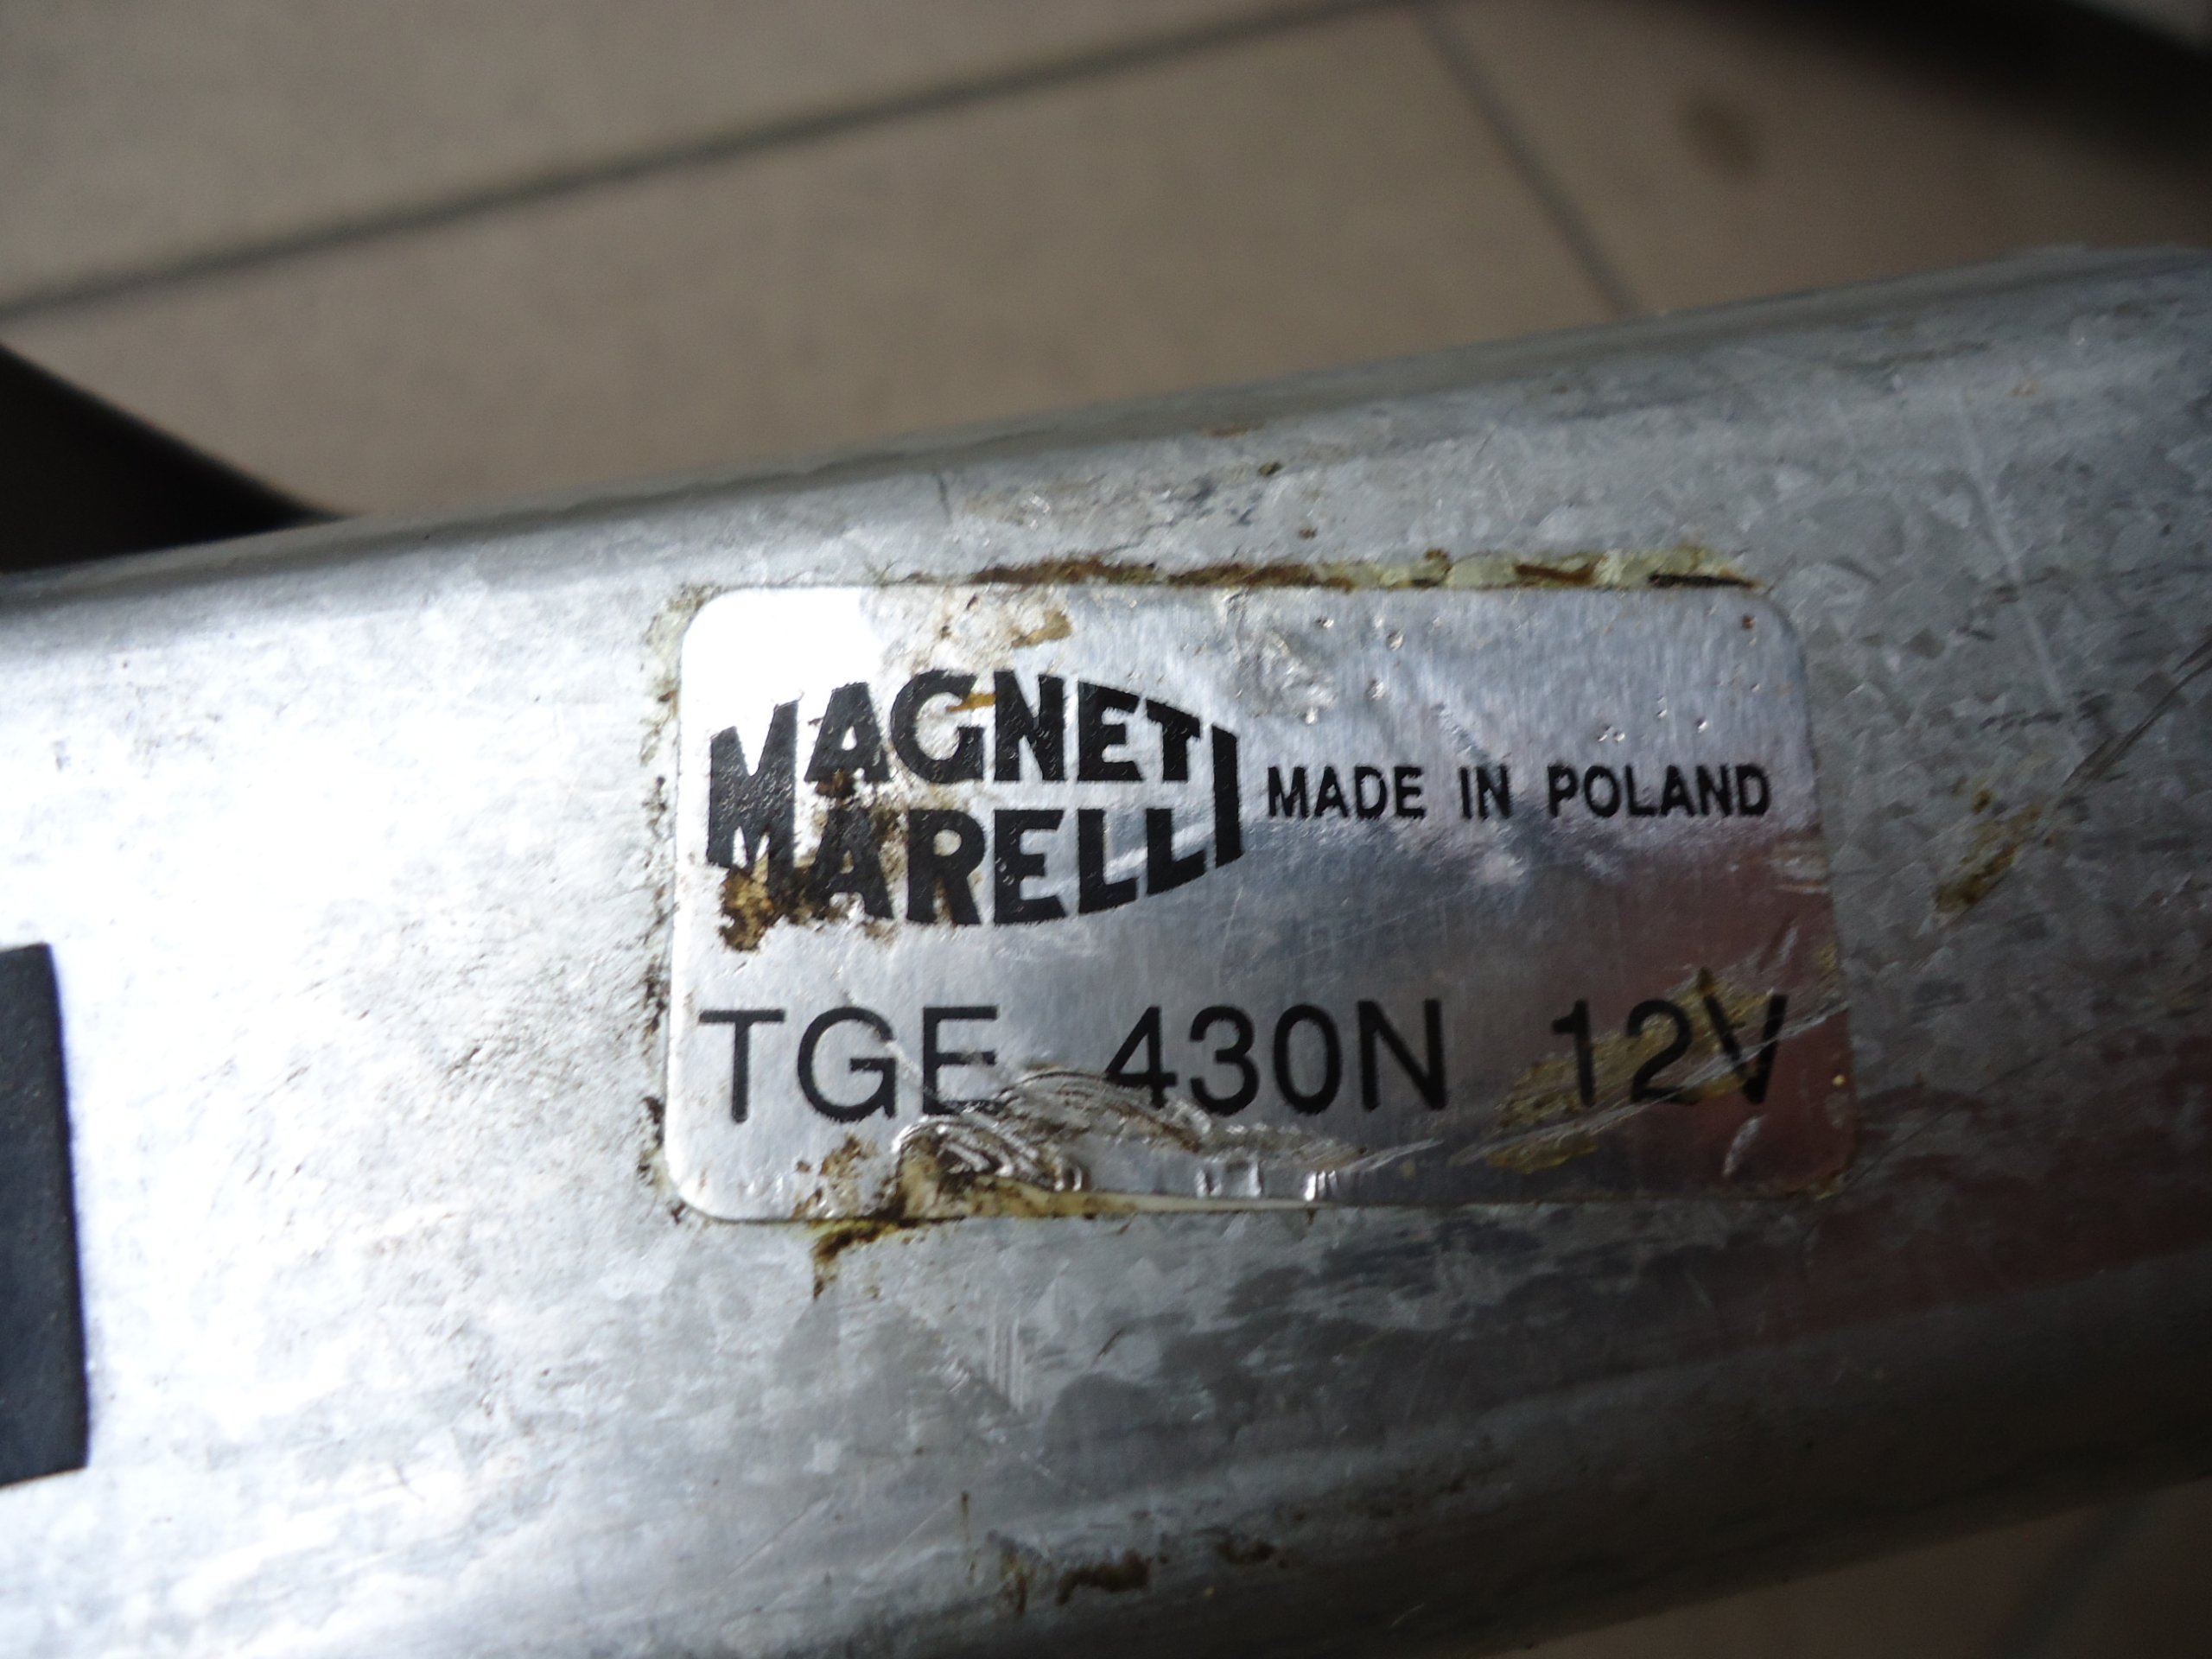 MAGNETI
MARELLI
MADE IN POLAND
TGE 430N 12V